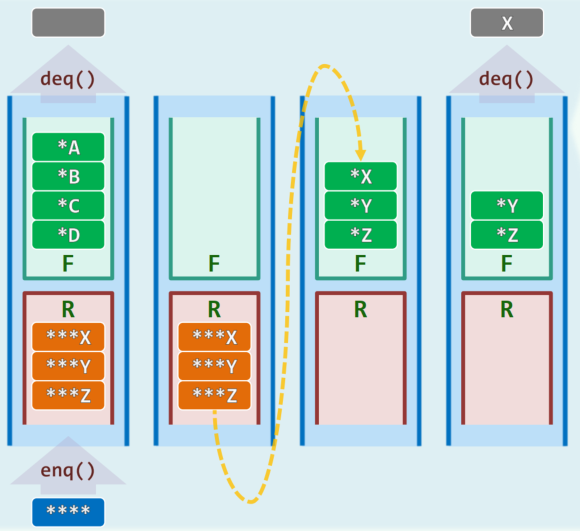 X
deq()
deq()
*A
*B
*C
*D
F
R
***X
***Y
***Z
enq()
****
F
R
***X
***Y
***Z
*X
*Y
*Z
F
R
*Y
*Z
F
R